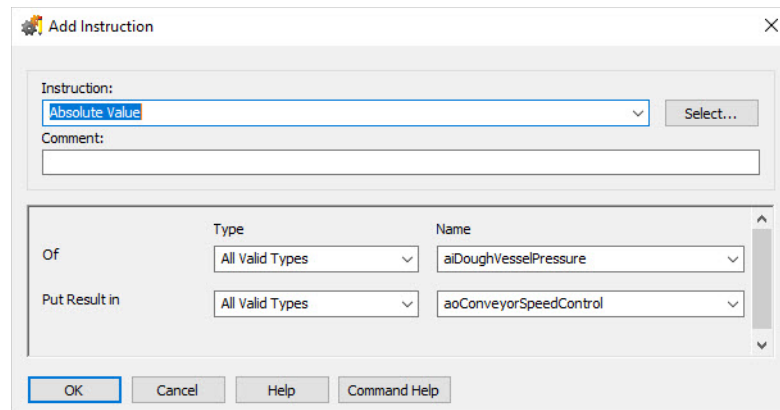 Add Instruction
Instruction:
Absolute Value
Select...
Comment:
Type
Name
Of
All Valid Types
aiDoughVesselPressure
Put Result in
All Valid Types
aoConveyorSpeedControl
OK
Cancel
Help
Command Help